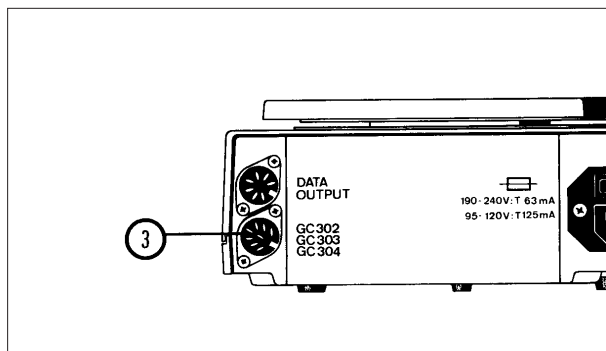 DATA
OUTPUT
190-240V: T 63mA
95-120V: T125mA
3
GC302
GC303
GC304